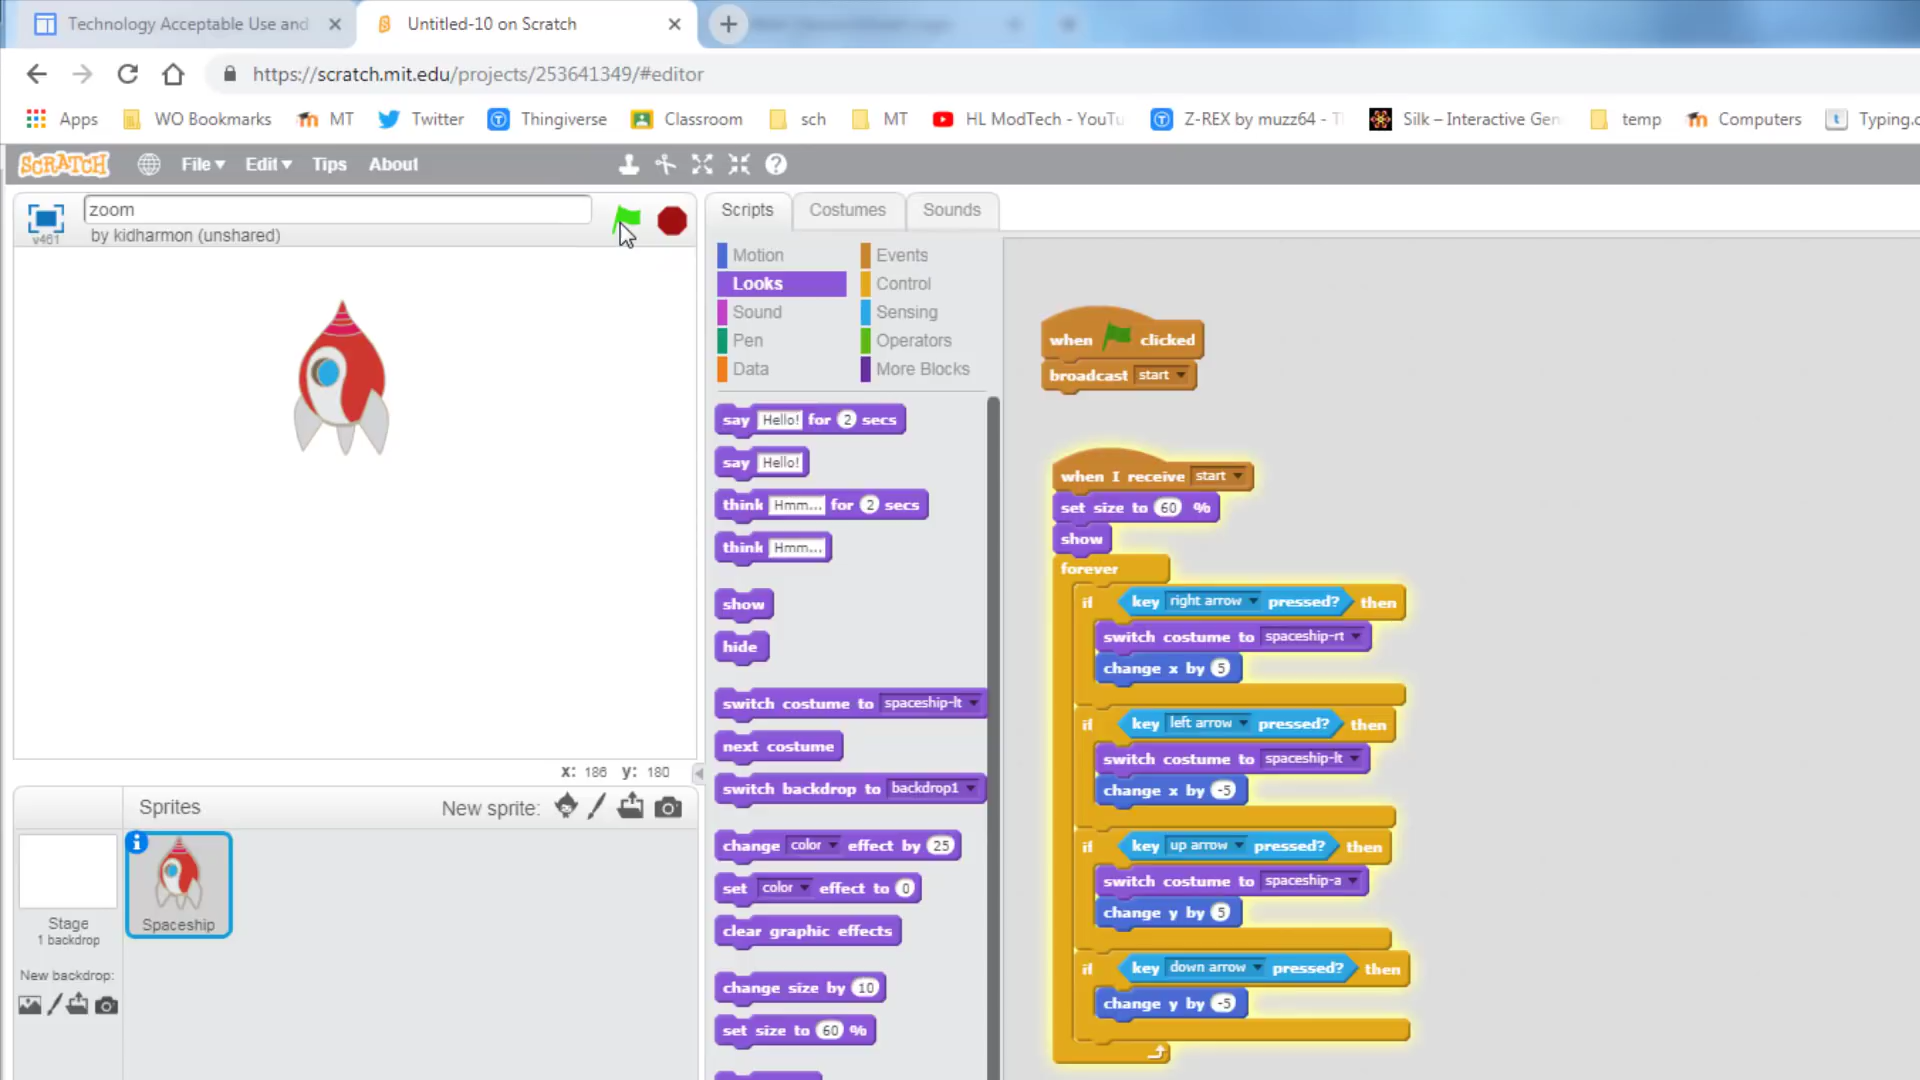 Technology Acceptable Use and
Untitled-10 on Scratch
https://scratch.mit.edu/projects/253641349/#editor
Apps WO Bookmarks MT Twitter Thingiverse Classroom sch MT HL ModTech - YouTu Z-REX by muzz64 - T Silk – Interactive Gen temp Computers Typing.c
SCRATCH File Edit Tips About
zoom
by kidharmon (unshared)
v461
Scripts Costumes Sounds
Motion Events
Looks Control
Sound Sensing
Pen Operators
Data More Blocks
say Hello! for 2 secs
say Hello!
think Hmm... for 2 secs
think Hmm...
show
hide
switch costume to spaceship-lt
next costume
switch backdrop to backdrop1
change color effect by 25
set color effect to 0
clear graphic effects
change size by 10
set size to 60 %
when clicked
broadcast start
when I receive start
set size to 60 %
show
forever
if key right arrow pressed? then
switch costume to spaceship-rt
change x by 5
if key left arrow pressed? then
switch costume to spaceship-lt
change x by -5
if key up arrow pressed? then
switch costume to spaceship-a
change y by 5
if key down arrow pressed? then
change y by -5
x: 186 y: 180
Sprites New sprite:
Stage
1 backdrop
Spaceship
New backdrop: